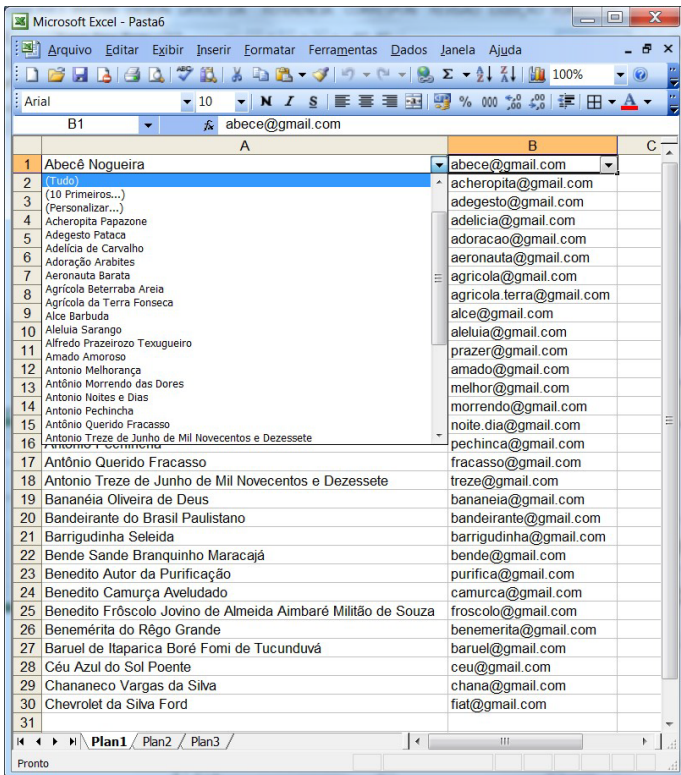 Microsoft Excel - Pasta6
Arquivo Editar Exibir Inserir Formatar Ferramentas Dados Janela Ajuda
Σ 100%
Arial 10 N I S % 000 A
B1 fx abece@gmail.com
A B C
1 Abecê Nogueira abece@gmail.com
2 (Tudo) acheropita@gmail.com
(10 Primeiros...)
3 (Personalizar...) adegesto@gmail.com
4 Acheropita Papazone adelicia@gmail.com
5 Adegesto Pataca adoracao@gmail.com
Adelícia de Carvalho
6 Adoração Arabites aeronauta@gmail.com
7 Aeronauta Barata agricola@gmail.com
8 Agrícola Beterraba Areia agricola.terra@gmail.com
Agrícola da Terra Fonseca
9 Alce Barbuda alce@gmail.com
10 Aleluia Sarango aleluia@gmail.com
11 Alfredo Prazeirozo Texugueiro prazer@gmail.com
12 Amado Amoroso amado@gmail.com
Antonio Melhorança
13 Antônio Morrendo das Dores melhor@gmail.com
14 Antonio Noites e Dias morrendo@gmail.com
Antonio Pechincha
15 Antônio Querido Fracasso noite.dia@gmail.com
Antonio Treze de Junho de Mil Novecentos e Dezessete
16 Antonio Pechincha pechinca@gmail.com
17 Antônio Querido Fracasso fracasso@gmail.com
18 Antonio Treze de Junho de Mil Novecentos e Dezessete treze@gmail.com
19 Bananéia Oliveira de Deus bananeia@gmail.com
20 Bandeirante do Brasil Paulistano bandeirante@gmail.com
21 Barrigudinha Seleida barrigudinha@gmail.com
22 Bende Sande Branquinho Maracajá bende@gmail.com
23 Benedito Autor da Purificação purifica@gmail.com
24 Benedito Camurça Aveludado camurca@gmail.com
25 Benedito Frôscolo Jovino de Almeida Aimbaré Militão de Souza froscolo@gmail.com
26 Benemérita do Rêgo Grande benemerita@gmail.com
27 Baruel de Itaparica Boré Fomi de Tucunduvá baruel@gmail.com
28 Céu Azul do Sol Poente ceu@gmail.com
29 Chananeco Vargas da Silva chana@gmail.com
30 Chevrolet da Silva Ford fiat@gmail.com
31
Plan1 Plan2 Plan3
Pronto